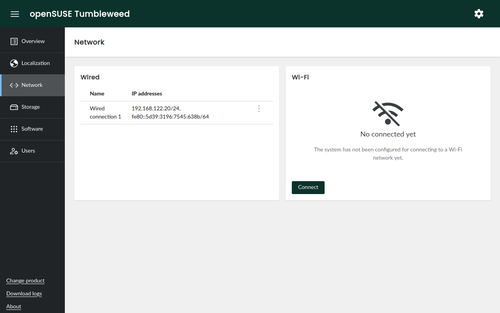 openSUSE Tumbleweed
Overview
Localization
Network
Storage
Software
Users
Change product
Download logs
About
Network
Wired
Name IP addresses
Wired 192.168.122.20/24,
connection 1 fe80::5d39:3196:7545:638b/64
Wi-Fi
No connected yet
The system has not been configured for connecting to a Wi-Fi
network yet.
Connect